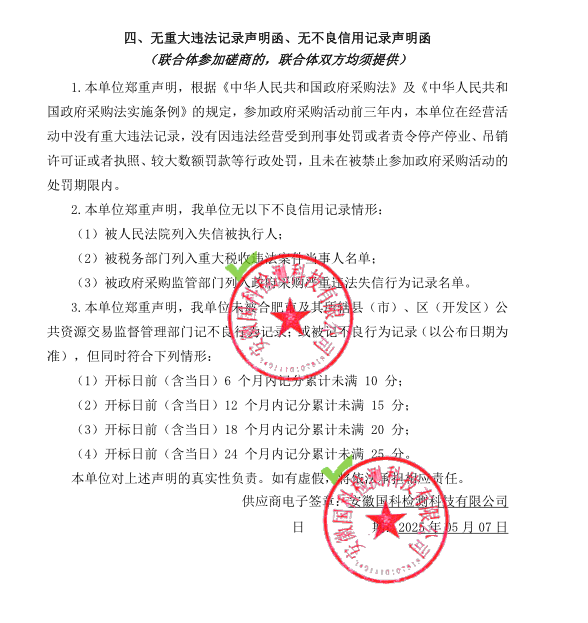 四、无重大违法记录声明函、无不良信用记录声明函
（联合体参加磋商的，联合体双方均须提供）
1.本单位郑重声明，根据《中华人民共和国政府采购法》及《中华人民共和
国政府采购法实施条例》的规定，参加政府采购活动前三年内，本单位在经营活
动中没有重大违法记录，没有因违法经营受到刑事处罚或者责令停产停业、吊销
许可证或者执照、较大数额罚款等行政处罚，且未在被禁止参加政府采购活动的
处罚期限内。
2.本单位郑重声明，我单位无以下不良信用记录情形：
（1）被人民法院列入失信被执行人；
（2）被税务部门列入重大税收违法案件当事人名单；
（3）被政府采购监管部门列入政府采购严重违法失信行为记录名单。
3.本单位郑重声明，我单位未被合肥市及其所辖县（市）、区（开发区）公
共资源交易监督管理部门记不良行为记录；或被记不良行为记录（以公布日期为
准），但同时符合下列情形：
（1）开标日前（含当日）6 个月内记分累计未满 10 分；
（2）开标日前（含当日）12 个月内记分累计未满 15 分；
（3）开标日前（含当日）18 个月内记分累计未满 20 分；
（4）开标日前（含当日）24 个月内记分累计未满 25 分。
本单位对上述声明的真实性负责。如有虚假，将依法承担相应责任。
供应商电子签章：安徽国科检测科技有限公司
日 期：2025 年 05 月 07 日
安徽国科检测科技有限公司
安徽国科检测科技有限公司